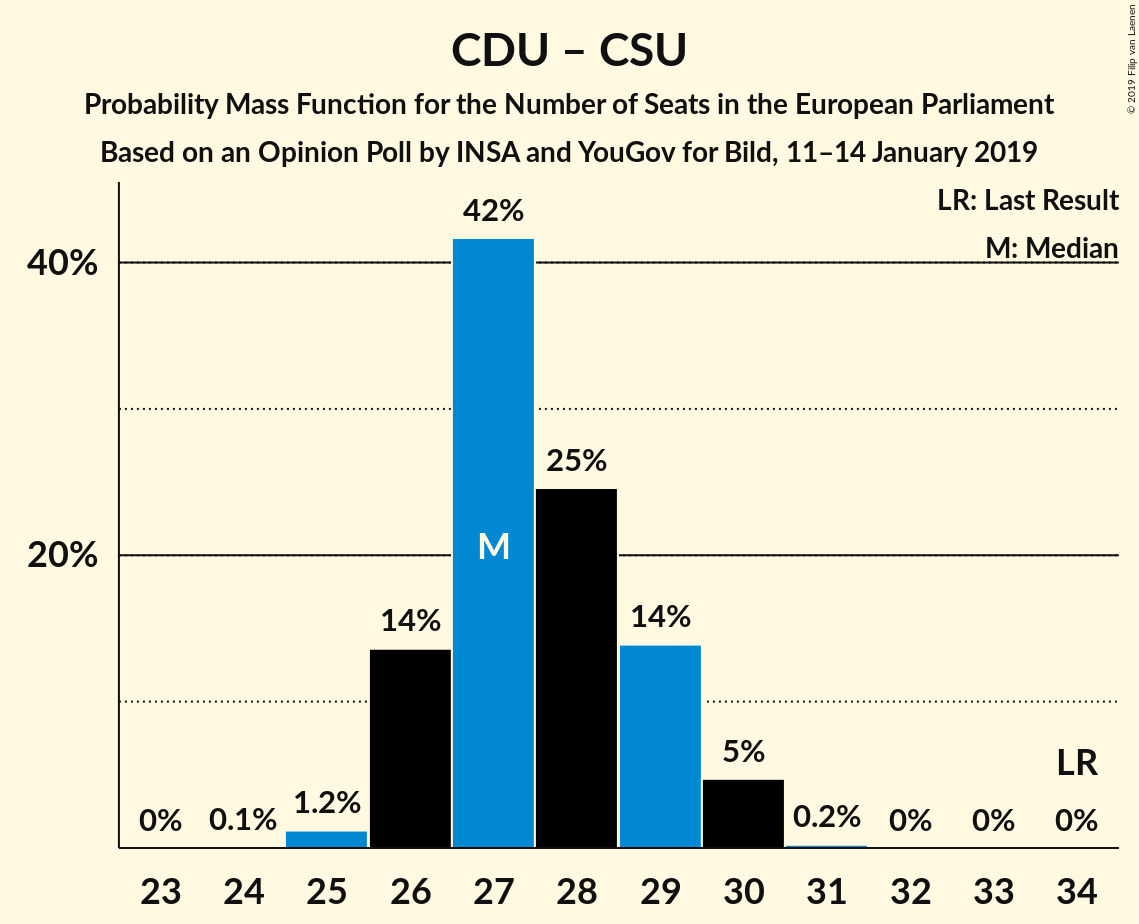 CDU – CSU
Probability Mass Function for the Number of Seats in the European Parliament
Based on an Opinion Poll by INSA and YouGov for Bild, 11–14 January 2019
© 2019 Filip van Laenen
LR: Last Result
M: Median
40%
20%
0%
0.1%
1.2%
14%
42%
M
25%
14%
5%
0.2%
0%
0%
LR
0%
23 24 25 26 27 28 29 30 31 32 33 34